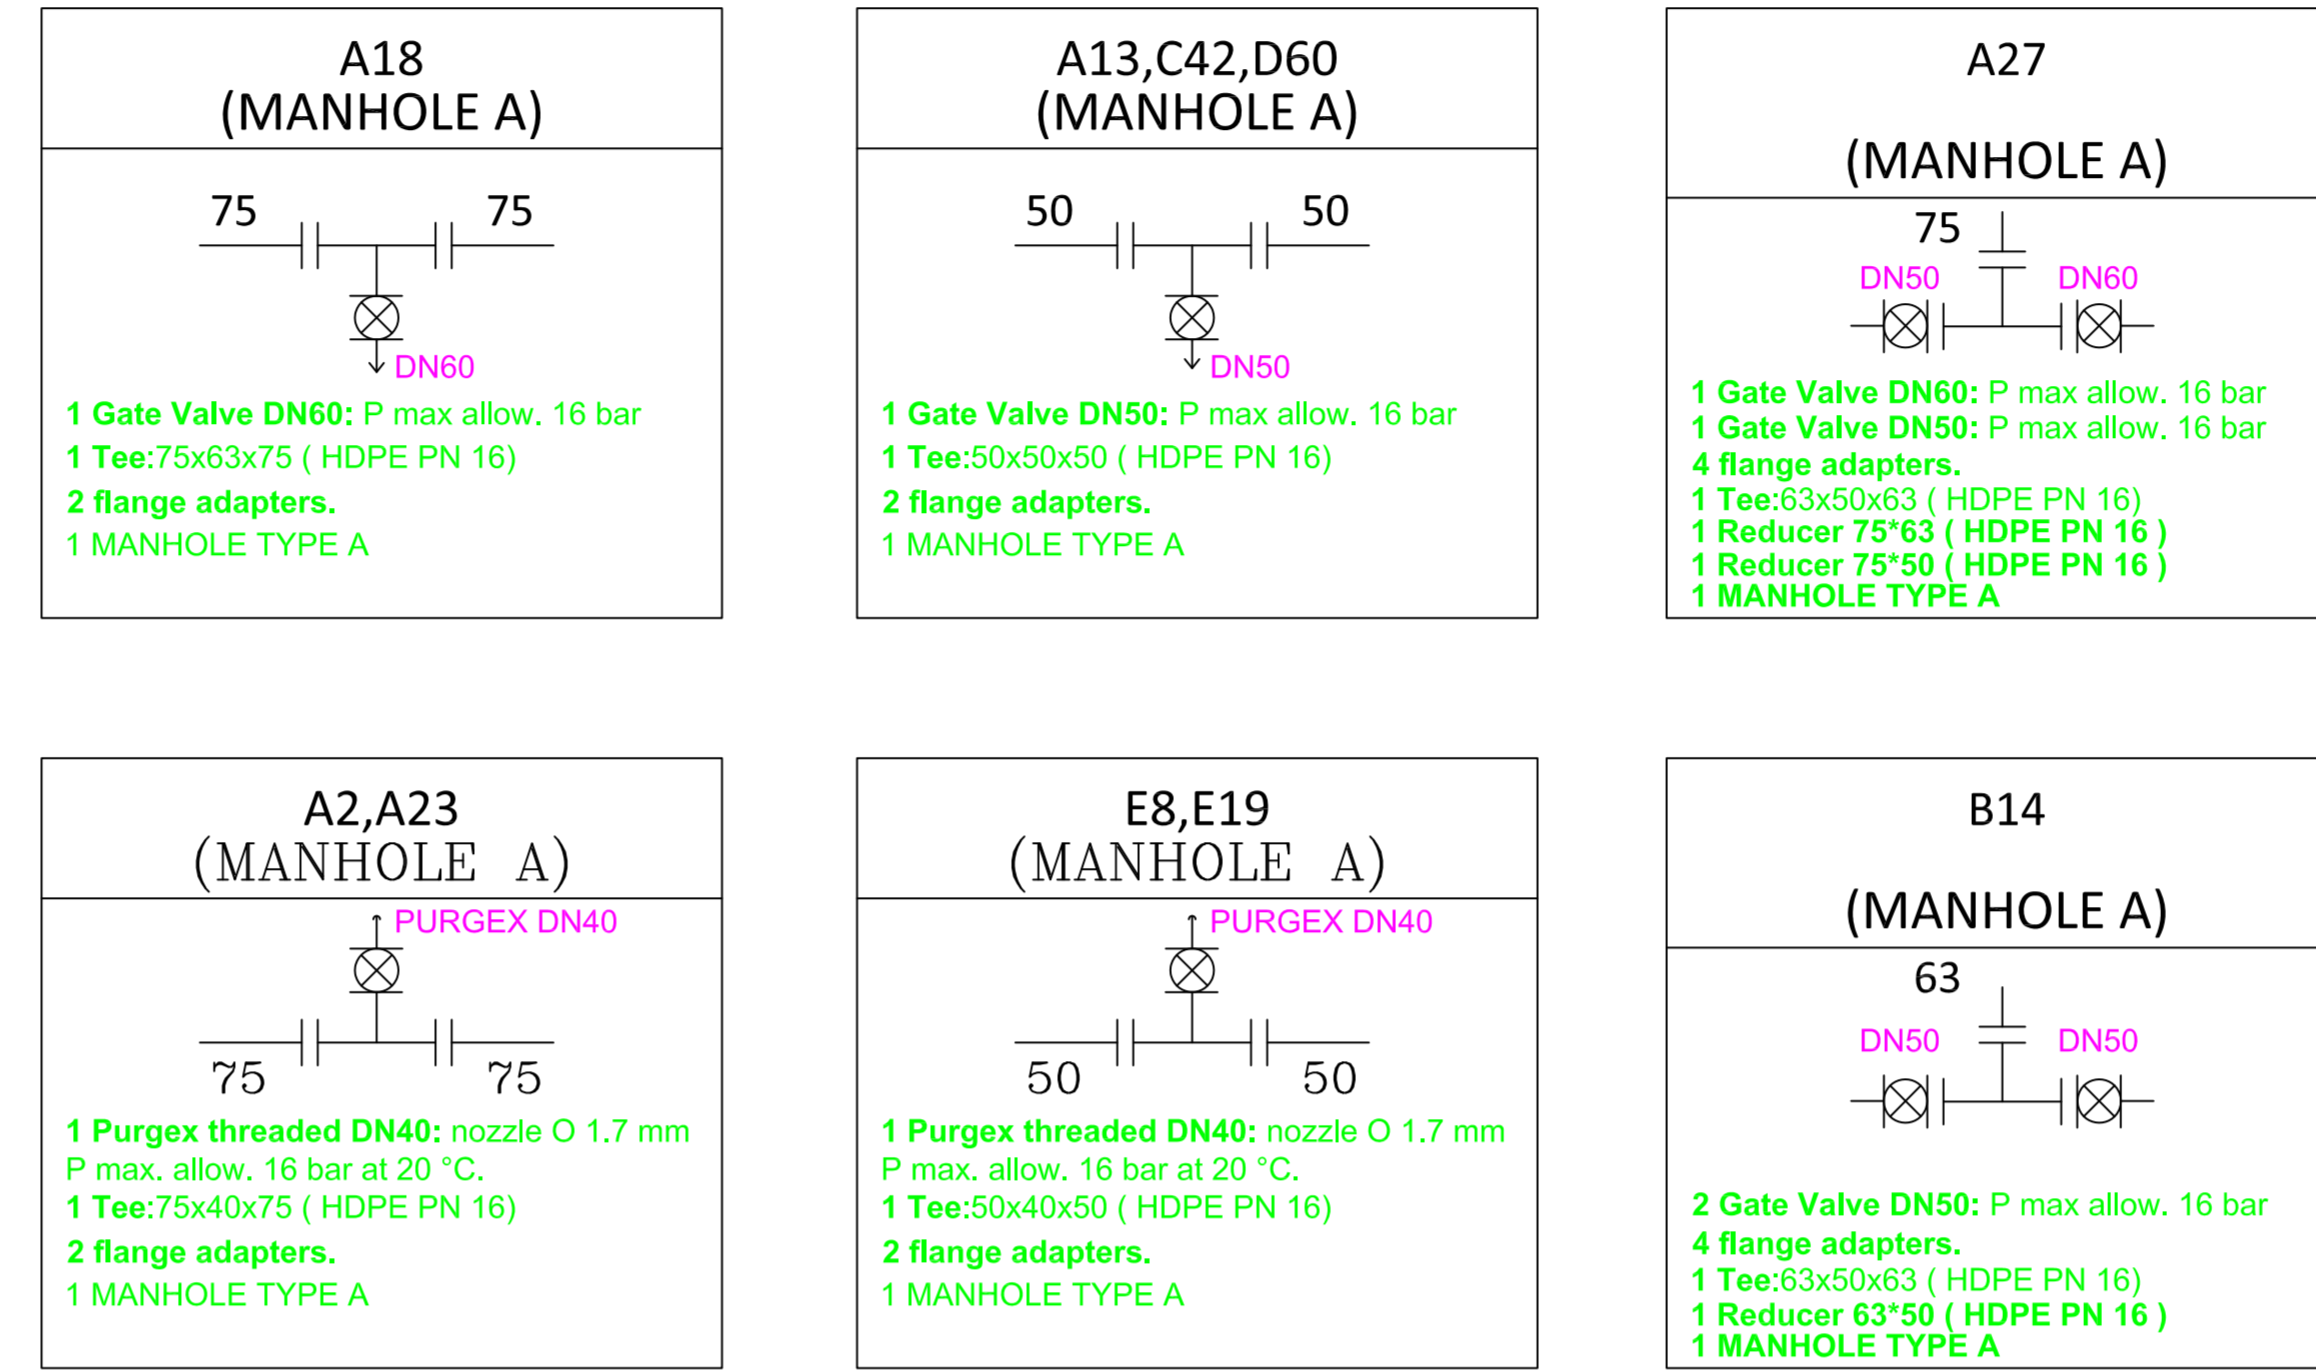 A18
(MANHOLE A)
75 75
DN60
1 Gate Valve DN60: P max allow. 16 bar
1 Tee:75x63x75 ( HDPE PN 16)
2 flange adapters.
1 MANHOLE TYPE A
A13,C42,D60
(MANHOLE A)
50 50
DN50
1 Gate Valve DN50: P max allow. 16 bar
1 Tee:50x50x50 ( HDPE PN 16)
2 flange adapters.
1 MANHOLE TYPE A
A27
(MANHOLE A)
75
DN50 DN60
1 Gate Valve DN60: P max allow. 16 bar
1 Gate Valve DN50: P max allow. 16 bar
4 flange adapters.
1 Tee:63x50x63 ( HDPE PN 16)
1 Reducer 75*63 ( HDPE PN 16 )
1 Reducer 75*50 ( HDPE PN 16 )
1 MANHOLE TYPE A
A2,A23
(MANHOLE A)
PURGEX DN40
75 75
1 Purgex threaded DN40: nozzle O 1.7 mm
P max. allow. 16 bar at 20 °C.
1 Tee:75x40x75 ( HDPE PN 16)
2 flange adapters.
1 MANHOLE TYPE A
E8,E19
(MANHOLE A)
PURGEX DN40
50 50
1 Purgex threaded DN40: nozzle O 1.7 mm
P max. allow. 16 bar at 20 °C.
1 Tee:50x40x50 ( HDPE PN 16)
2 flange adapters.
1 MANHOLE TYPE A
B14
(MANHOLE A)
63
DN50 DN50
2 Gate Valve DN50: P max allow. 16 bar
4 flange adapters.
1 Tee:63x50x63 ( HDPE PN 16)
1 Reducer 63*50 ( HDPE PN 16 )
1 MANHOLE TYPE A